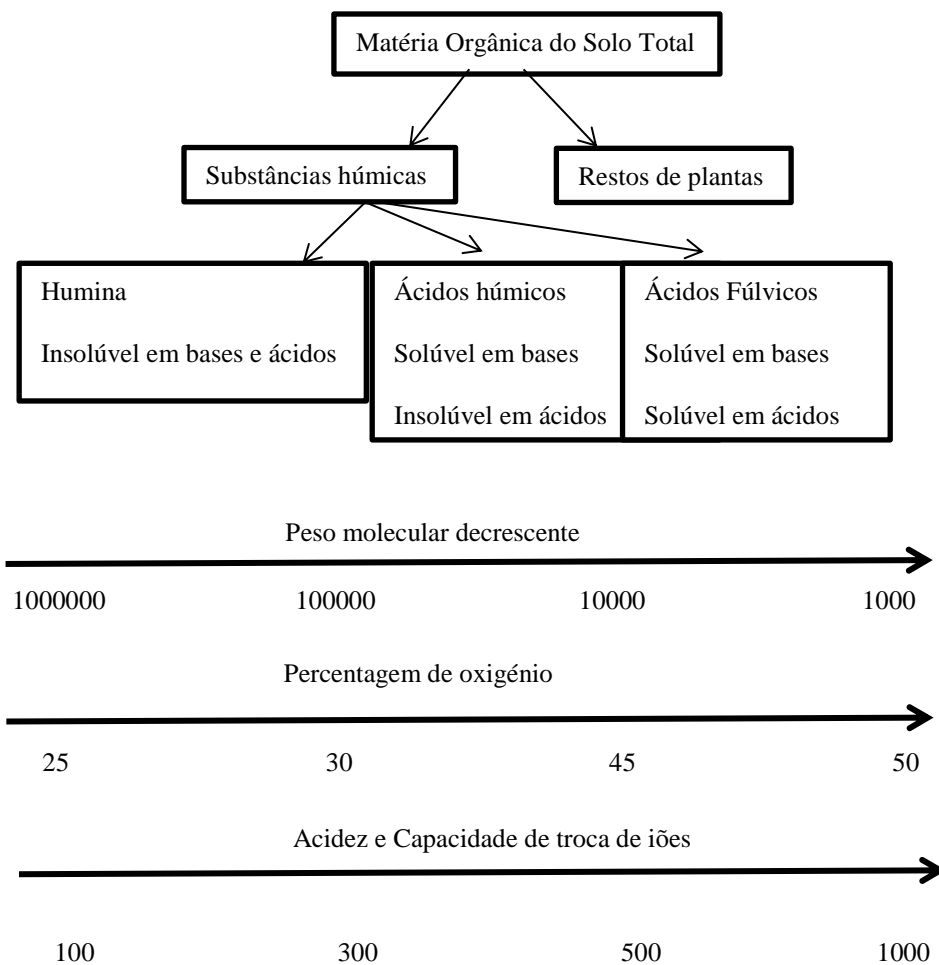 Matéria Orgânica do Solo Total
Substâncias húmicas
Restos de plantas
Humina
Insolúvel em bases e ácidos
Ácidos húmicos
Solúvel em bases
Insolúvel em ácidos
Ácidos Fúlvicos
Solúvel em bases
Solúvel em ácidos
Peso molecular decrescente
1000000 100000 10000 1000
Percentagem de oxigénio
25 30 45 50
Acidez e Capacidade de troca de iões
100 300 500 1000